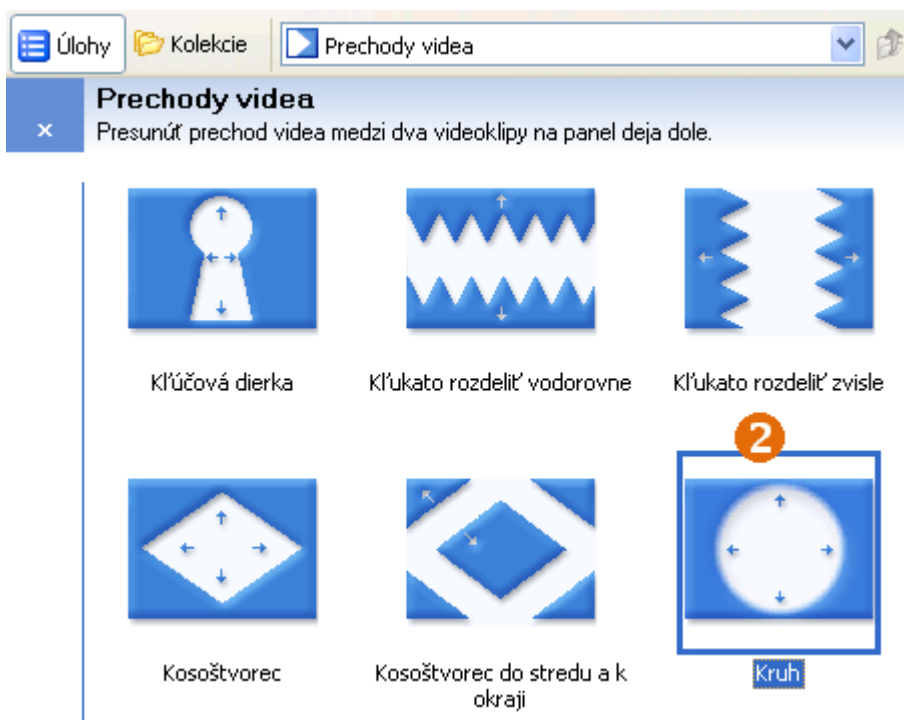 Úlohy Kolekcie Prechody videa
Prechody videa
x
Presunúť prechod videa medzi dva videoklipy na panel deja dole.
Kľúčová dierka Kľukato rozdeliť vodorovne Kľukato rozdeliť zvisle
2
Kosoštvorec Kosoštvorec do stredu a k Kruh
okraji